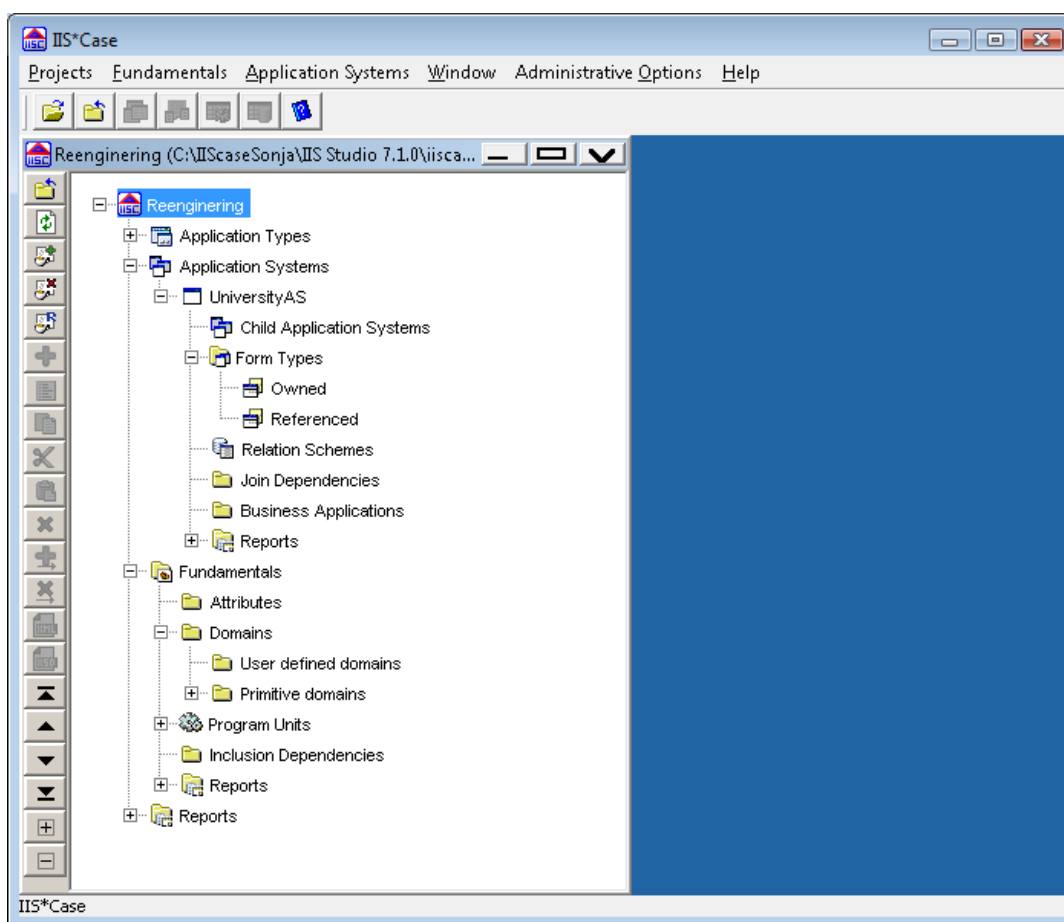 IIS*Case
Projects Fundamentals Application Systems Window Administrative Options Help
Reenginering (C:\IIScaseSonja\IIS Studio 7.1.0\iisca...
Reenginering
Application Types
Application Systems
UniversityAS
Child Application Systems
Form Types
Owned
Referenced
Relation Schemes
Join Dependencies
Business Applications
Reports
Fundamentals
Attributes
Domains
User defined domains
Primitive domains
Program Units
Inclusion Dependencies
Reports
Reports
IIS*Case